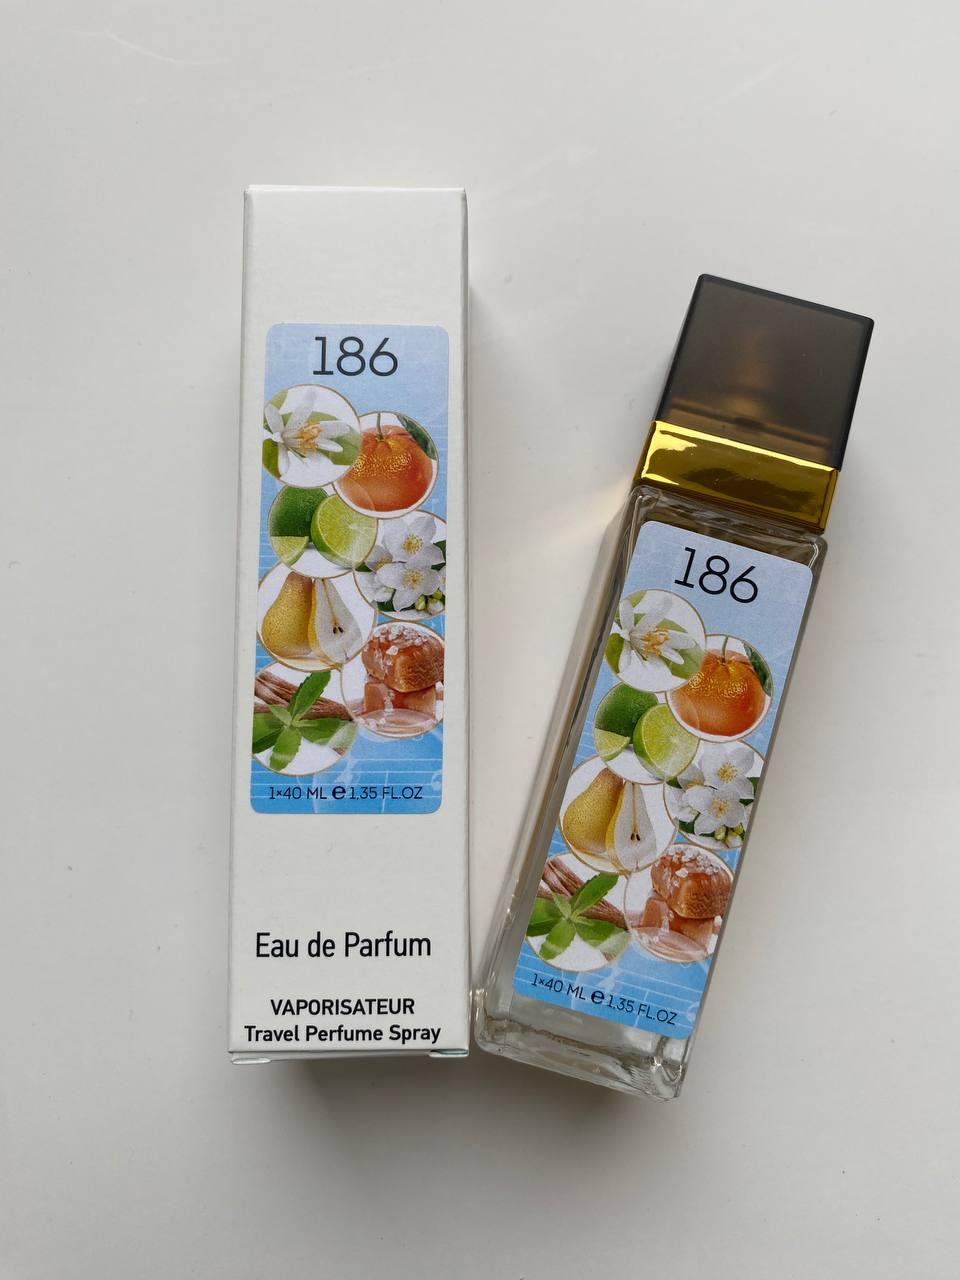 186
1×40 ML ℮ 1,35 FL.OZ
Eau de Parfum
VAPORISATEUR
Travel Perfume Spray
186
1×40 ML ℮ 1,35 FL.OZ